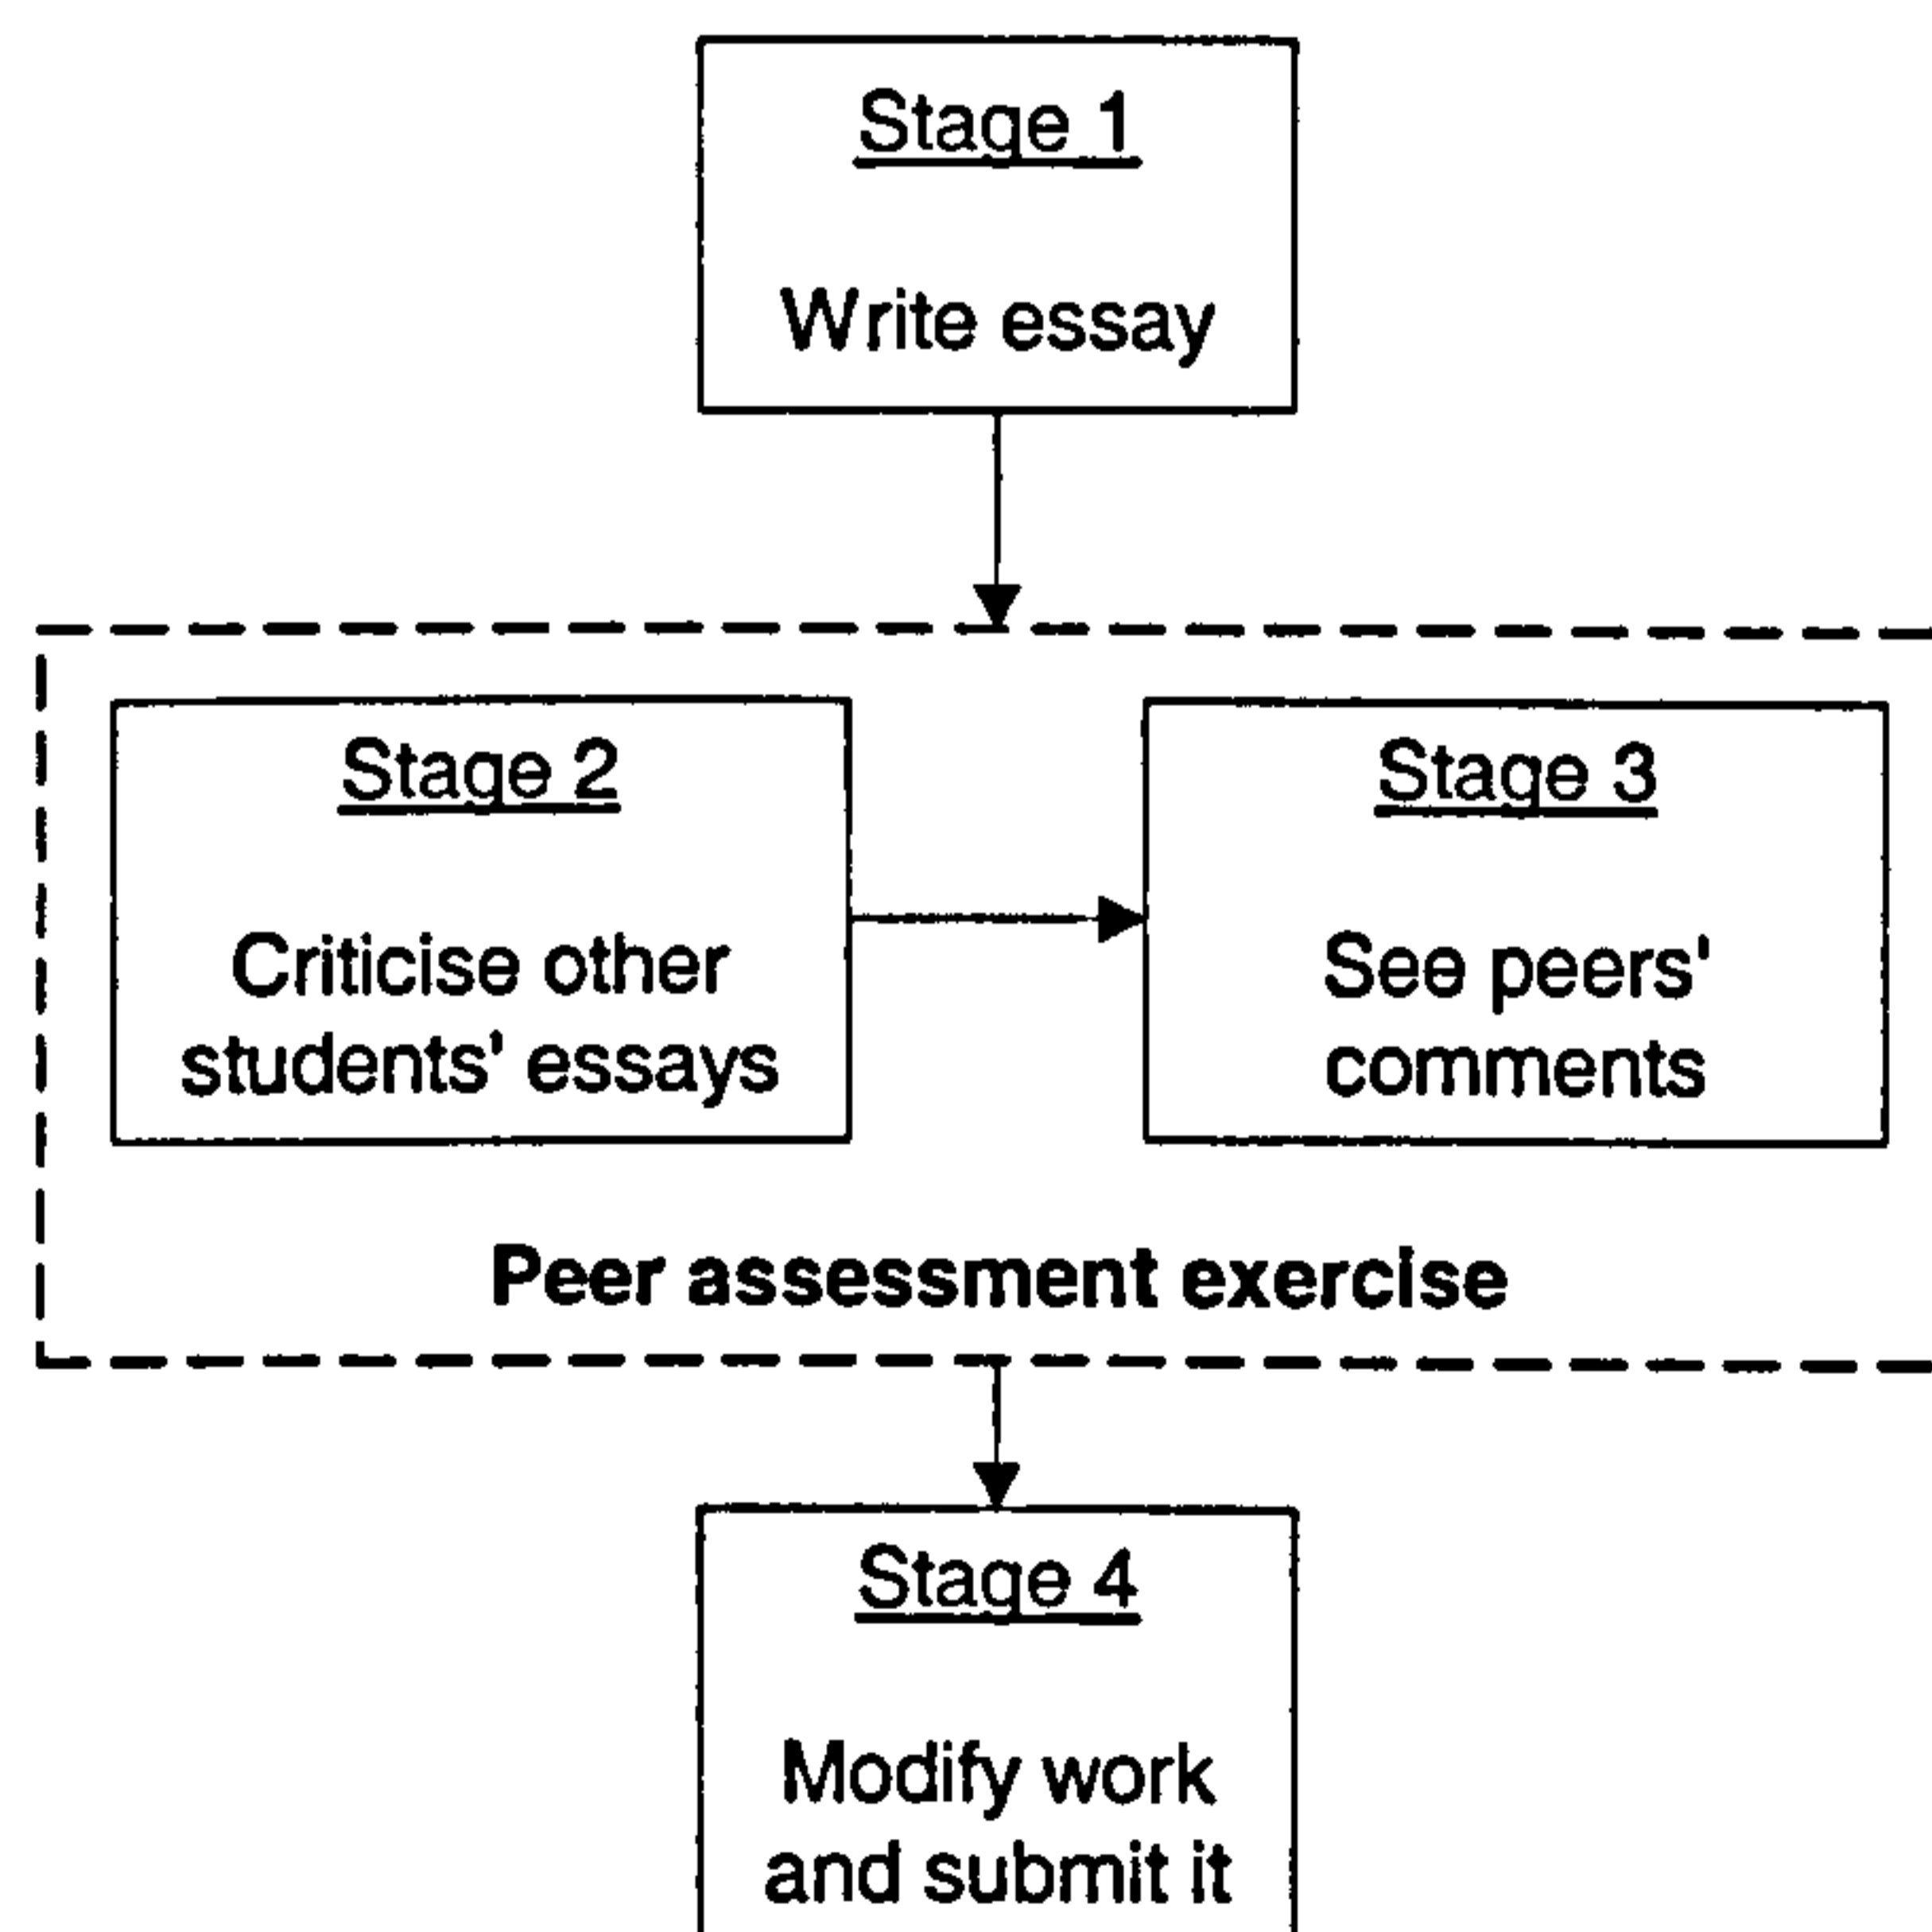 Stage 1
Write essay
Stage 2
Criticise other
students' essays
Stage 3
See peers'
comments
Peer assessment exercise
Stage 4
Modify work
and submit it